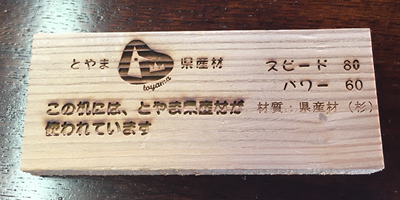 とやま 県産材
toyama
スピード 80
パワー 60
この机には、とやま県産材が
使われています
材質:県産材(杉)